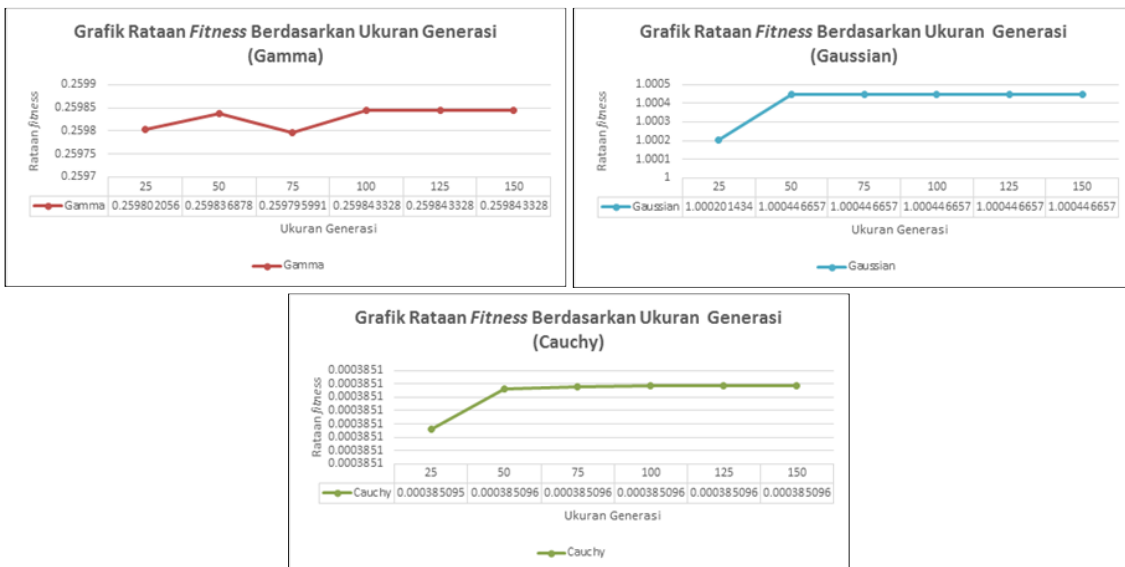 Grafik Rataan Fitness Berdasarkan Ukuran Generasi
(Gamma)
Rataan fitness
0.2599
0.25985
0.2598
0.25975
0.2597
25 50 75 100 125 150
Gamma 0.259802056 0.259836878 0.259795991 0.259843328 0.259843328 0.259843328
Ukuran Generasi
Gamma
Grafik Rataan Fitness Berdasarkan Ukuran Generasi
(Gaussian)
Rataan fitness
1.0005
1.0004
1.0003
1.0002
1.0001
1
25 50 75 100 125 150
Gaussian 1.000201434 1.000446657 1.000446657 1.000446657 1.000446657 1.000446657
Ukuran Generasi
Gaussian
Grafik Rataan Fitness Berdasarkan Ukuran Generasi
(Cauchy)
Rataan fitness
0.0003851
0.0003851
0.0003851
0.0003851
0.0003851
0.0003851
0.0003851
0.0003851
25 50 75 100 125 150
Cauchy 0.000385095 0.000385096 0.000385096 0.000385096 0.000385096 0.000385096
Ukuran Generasi
Cauchy